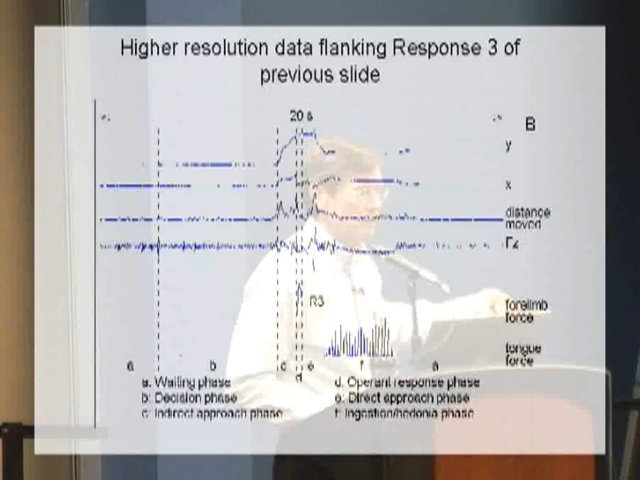 Higher resolution data flanking Response 3 of
previous slide
20 s
B
y
x
distance
moved
Fz
R3
forelimb
force
tongue
force
a b c d e f a
a: Waiting phase
b: Decision phase
c: Indirect approach phase
d: Operant response phase
e: Direct approach phase
f: Ingestion/hedonia phase